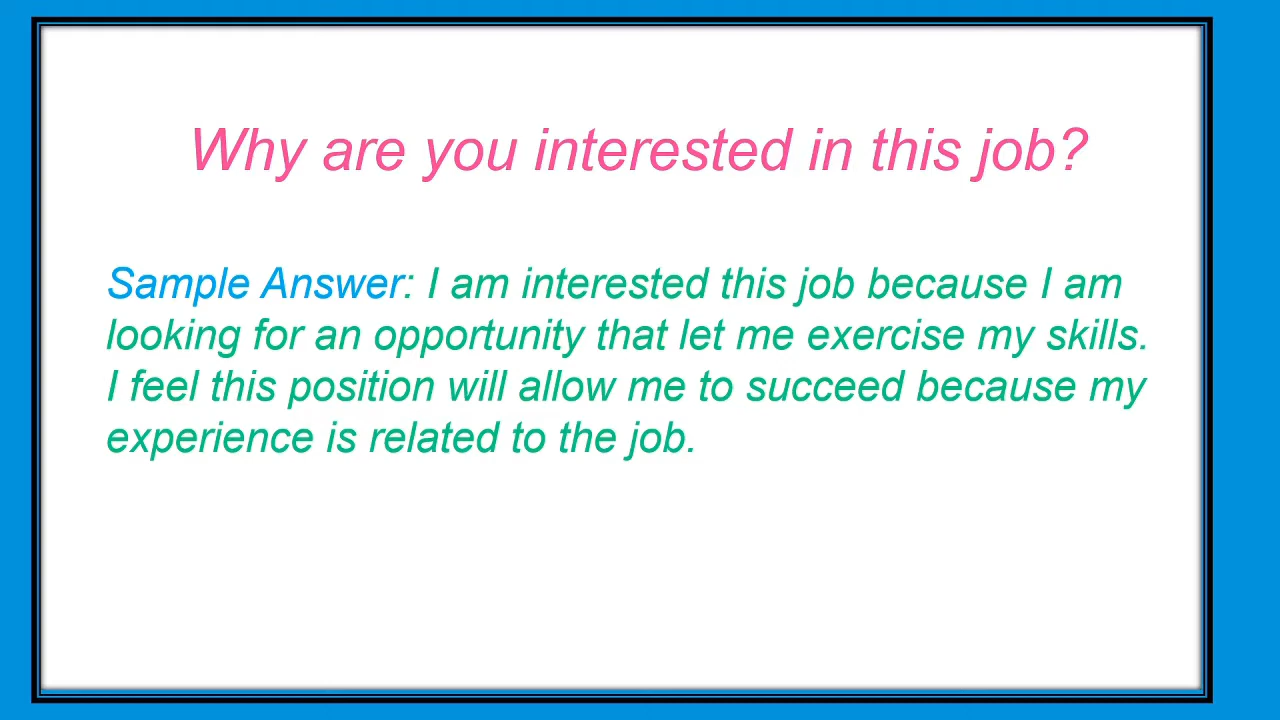 Why are you interested in this job?
Sample Answer: I am interested this job because I am
looking for an opportunity that let me exercise my skills.
I feel this position will allow me to succeed because my
experience is related to the job.